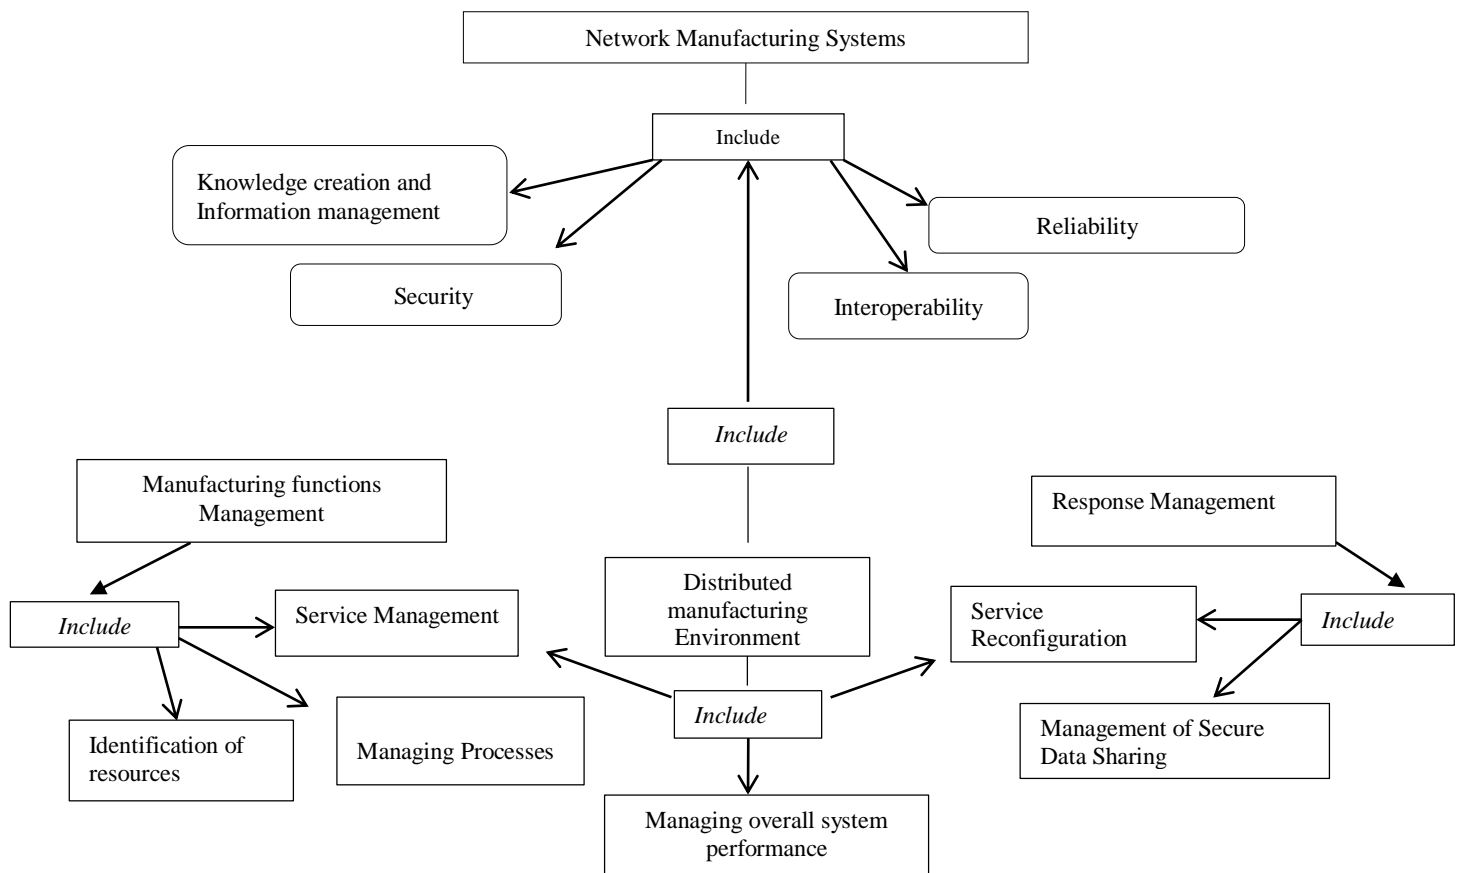 Network Manufacturing Systems
Include
Knowledge creation and
Information management
Reliability
Security
Interoperability
Include
Manufacturing functions
Management
Response Management
Distributed
manufacturing
Environment
Service Management
Service
Reconfiguration
Include
Include
Include
Identification of
resources
Managing Processes
Management of Secure
Data Sharing
Managing overall system
performance